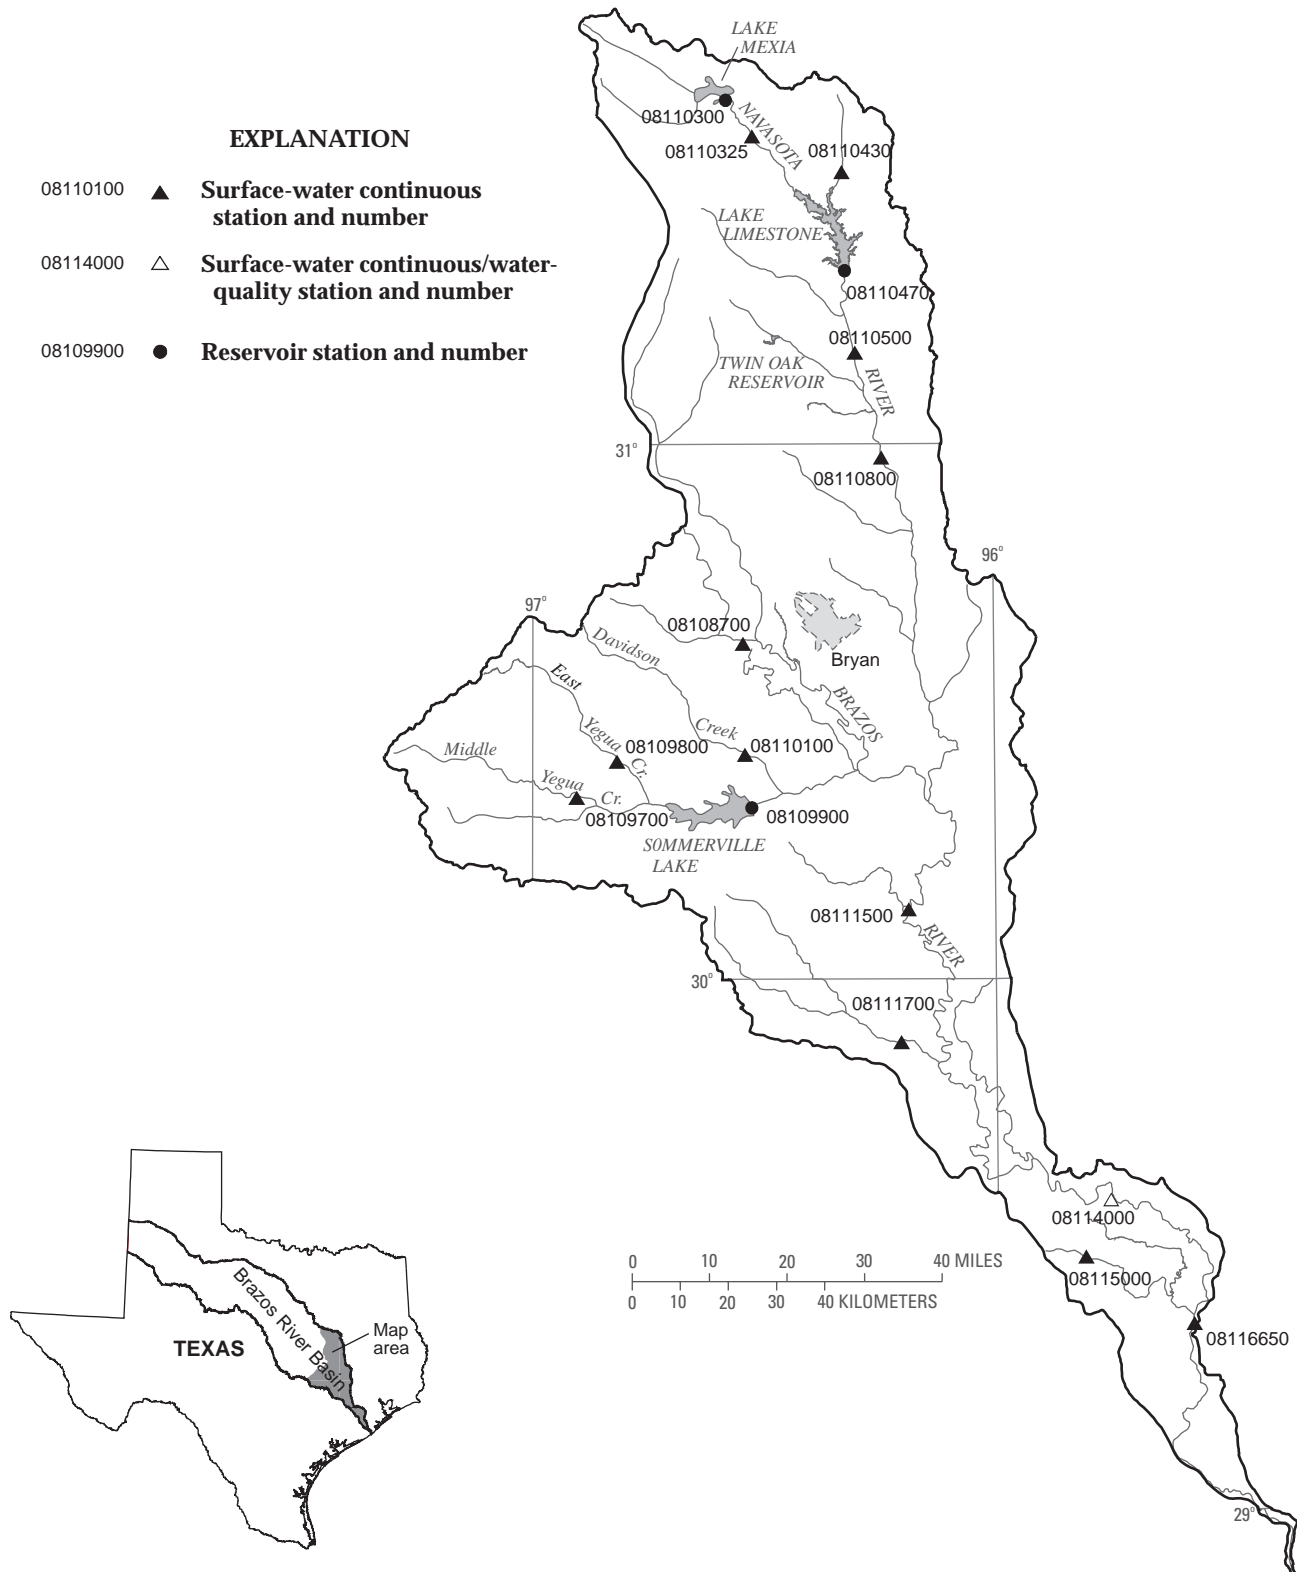 LAKE
MEXIA
08110300
NAVASOTA
08110325
08110430
EXPLANATION
08110100
Surface-water continuous
station and number
08114000
Surface-water continuous/water-
quality station and number
08109900
Reservoir station and number
LAKE
LIMESTONE
08110470
08110500
TWIN OAK
RESERVOIR
RIVER
31°
08110800
96°
97°
08108700
Davidson
Bryan
East
BRAZOS
Creek
Yegua
Cr.
08109800
08110100
Middle
Yegua
Cr.
08109700
08109900
S0MMERVILLE
LAKE
08111500
RIVER
30°
08111700
08114000
08115000
08116650
0 10 20 30 40 MILES
0 10 20 30 40 KILOMETERS
Brazos River Basin
TEXAS
Map
area
29°